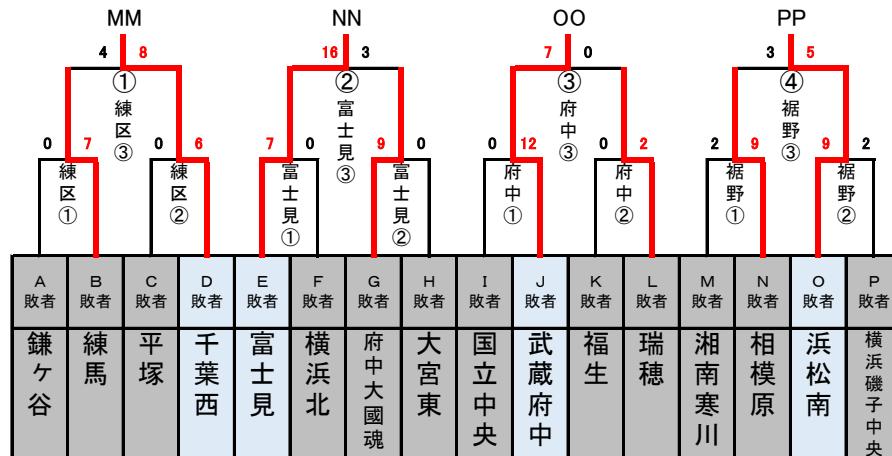 MM NN OO PP
4 8 16 3 7 0 3 5
① ② ③ ④
練区③ 富士見③ 府中③ 裾野③
0 7 0 6 7 0 9 0 0 12 0 2 2 9 9 2
練区① 練区② 富士見① 富士見② 府中① 府中② 裾野① 裾野②
A B C D E F G H I J K L M N O P
敗者 敗者 敗者 敗者 敗者 敗者 敗者 敗者 敗者 敗者 敗者 敗者 敗者 敗者 敗者 敗者
鎌ヶ谷
練馬
平塚
千葉西
富士見
横浜北
府中大國魂
大宮東
国立中央
武蔵府中
福生
瑞穂
湘南寒川
相模原
浜松南
横浜磯子中央